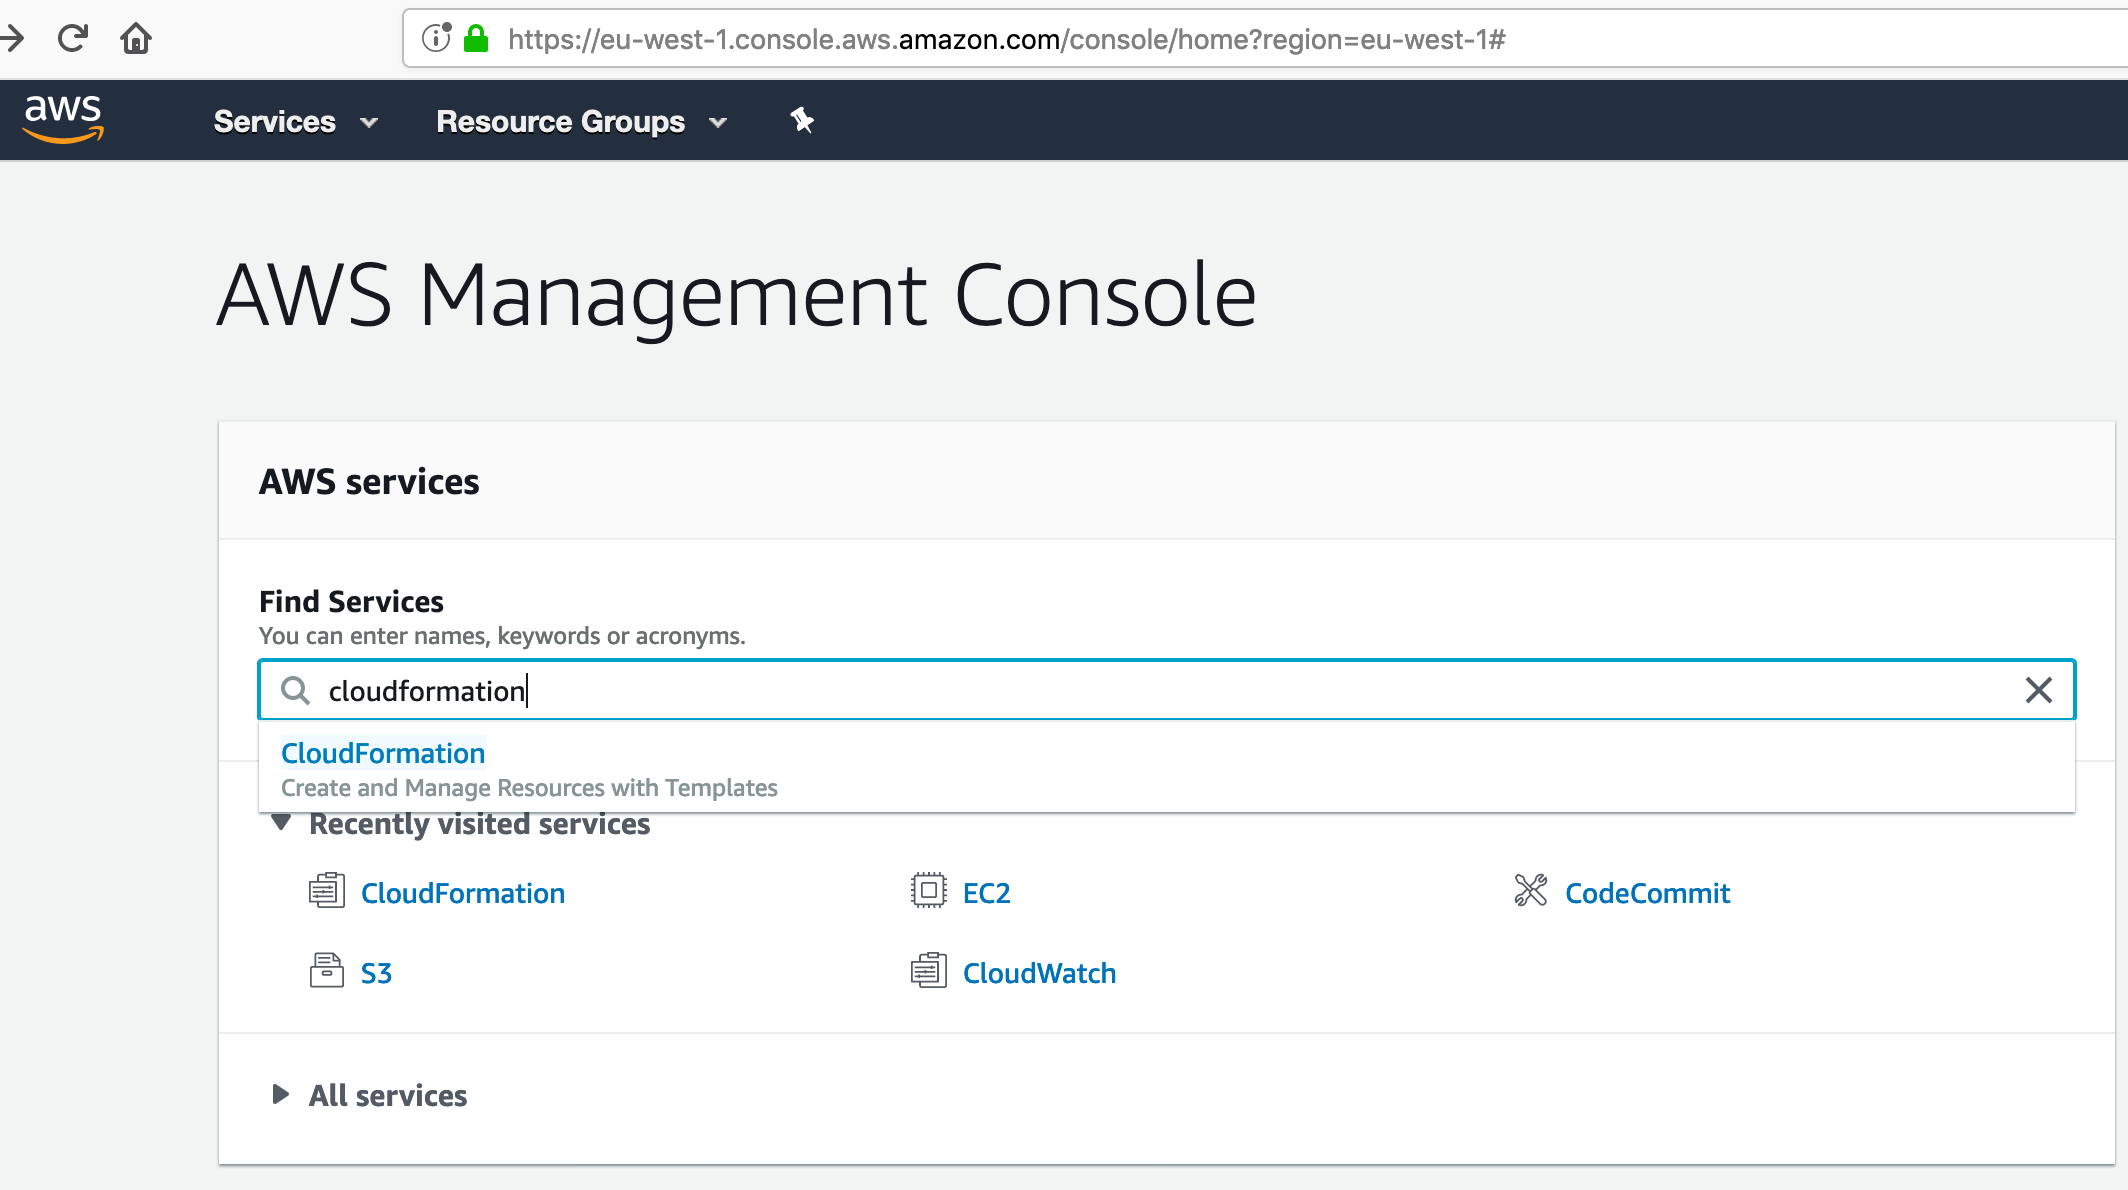 https://eu-west-1.console.aws.amazon.com/console/home?region=eu-west-1#
aws Services Resource Groups
AWS Management Console
AWS services
Find Services
You can enter names, keywords or acronyms.
cloudformation
CloudFormation
Create and Manage Resources with Templates
Recently visited services
CloudFormation EC2 CodeCommit
S3 CloudWatch
All services